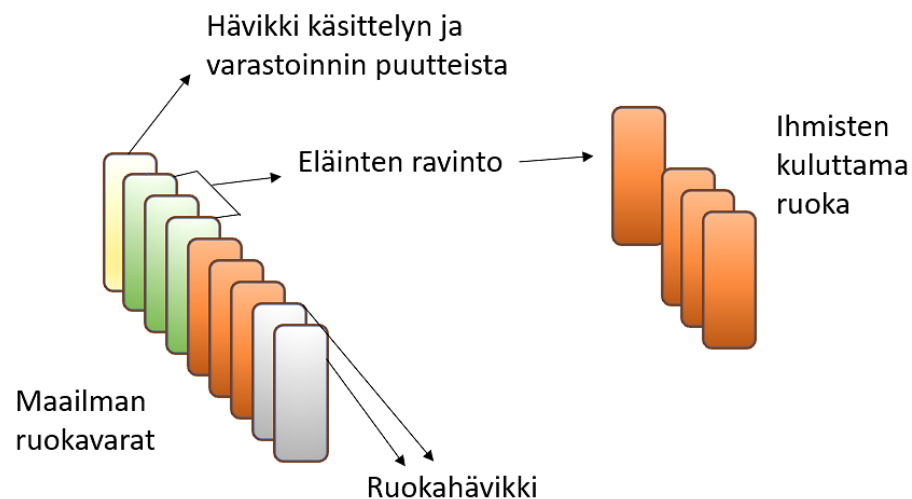 Hävikki käsittelyn ja
varastoinnin puutteista
Eläinten ravinto
Ihmisten
kuluttama
ruoka
Maailman
ruokavarat
Ruokahävikki